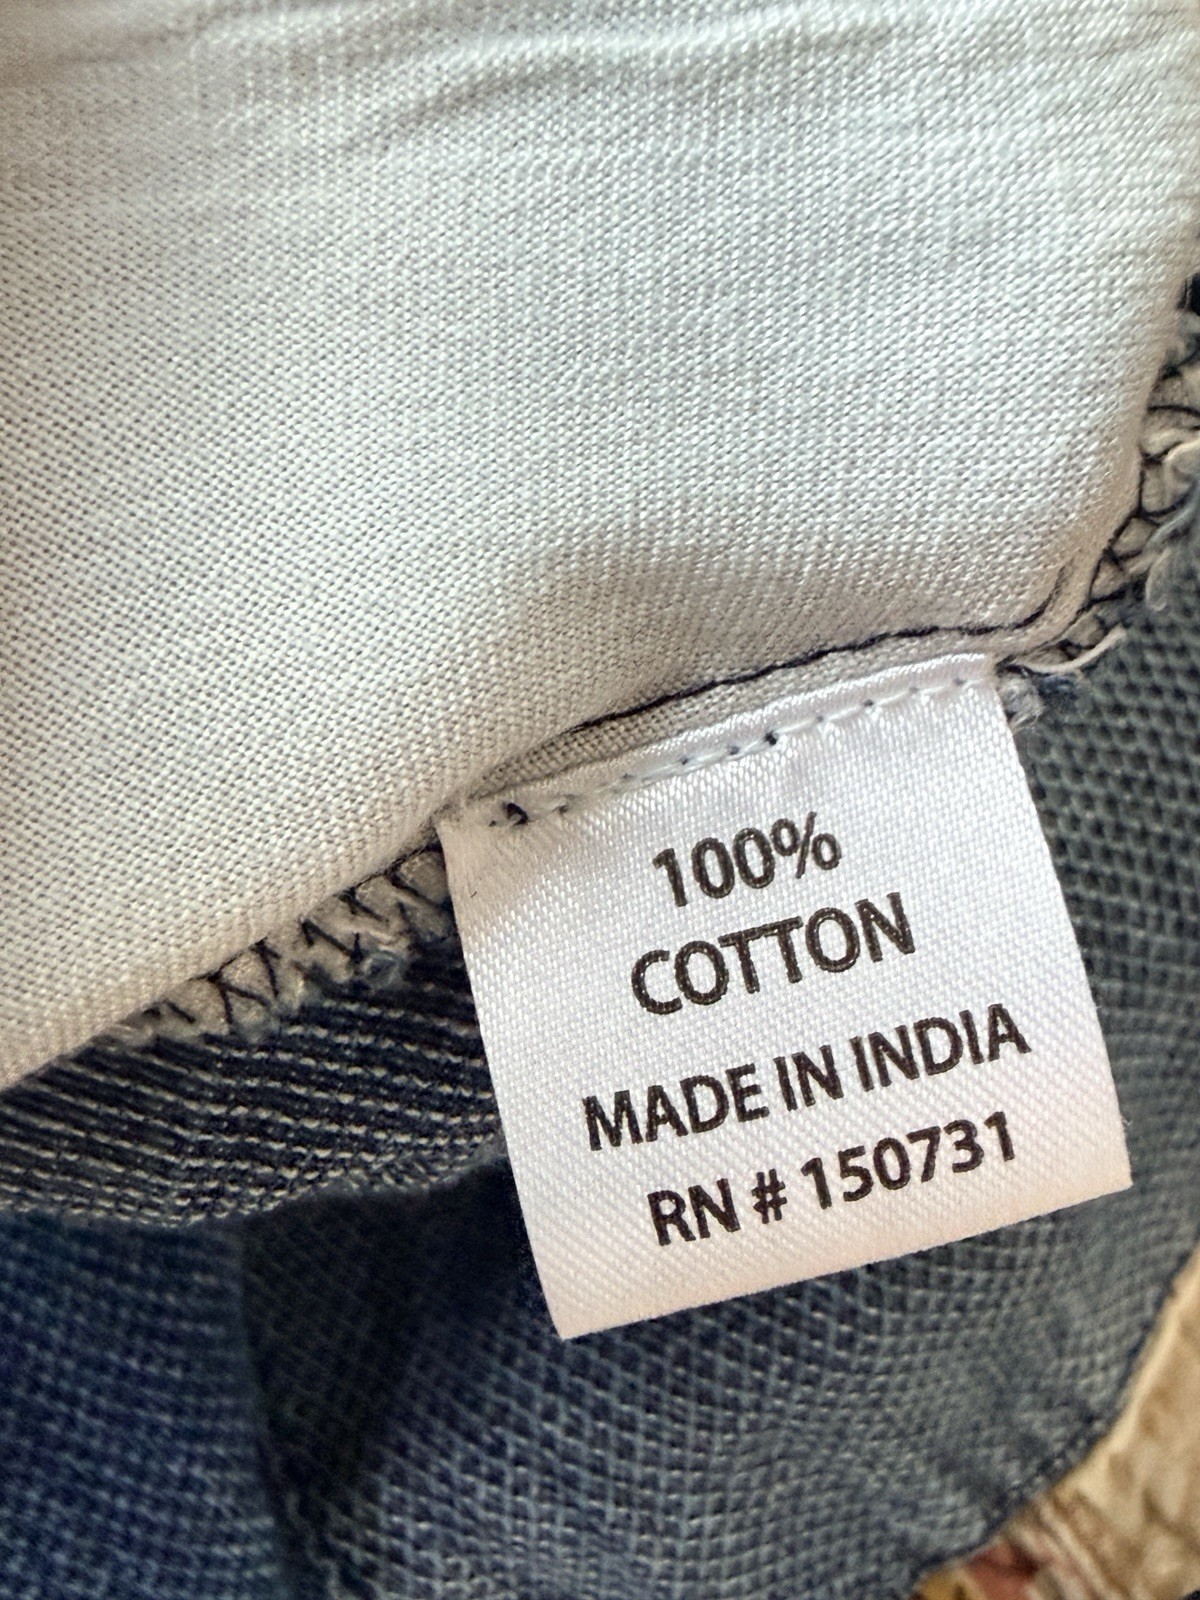 100%
COTTON
MADE IN INDIA
RN # 150731